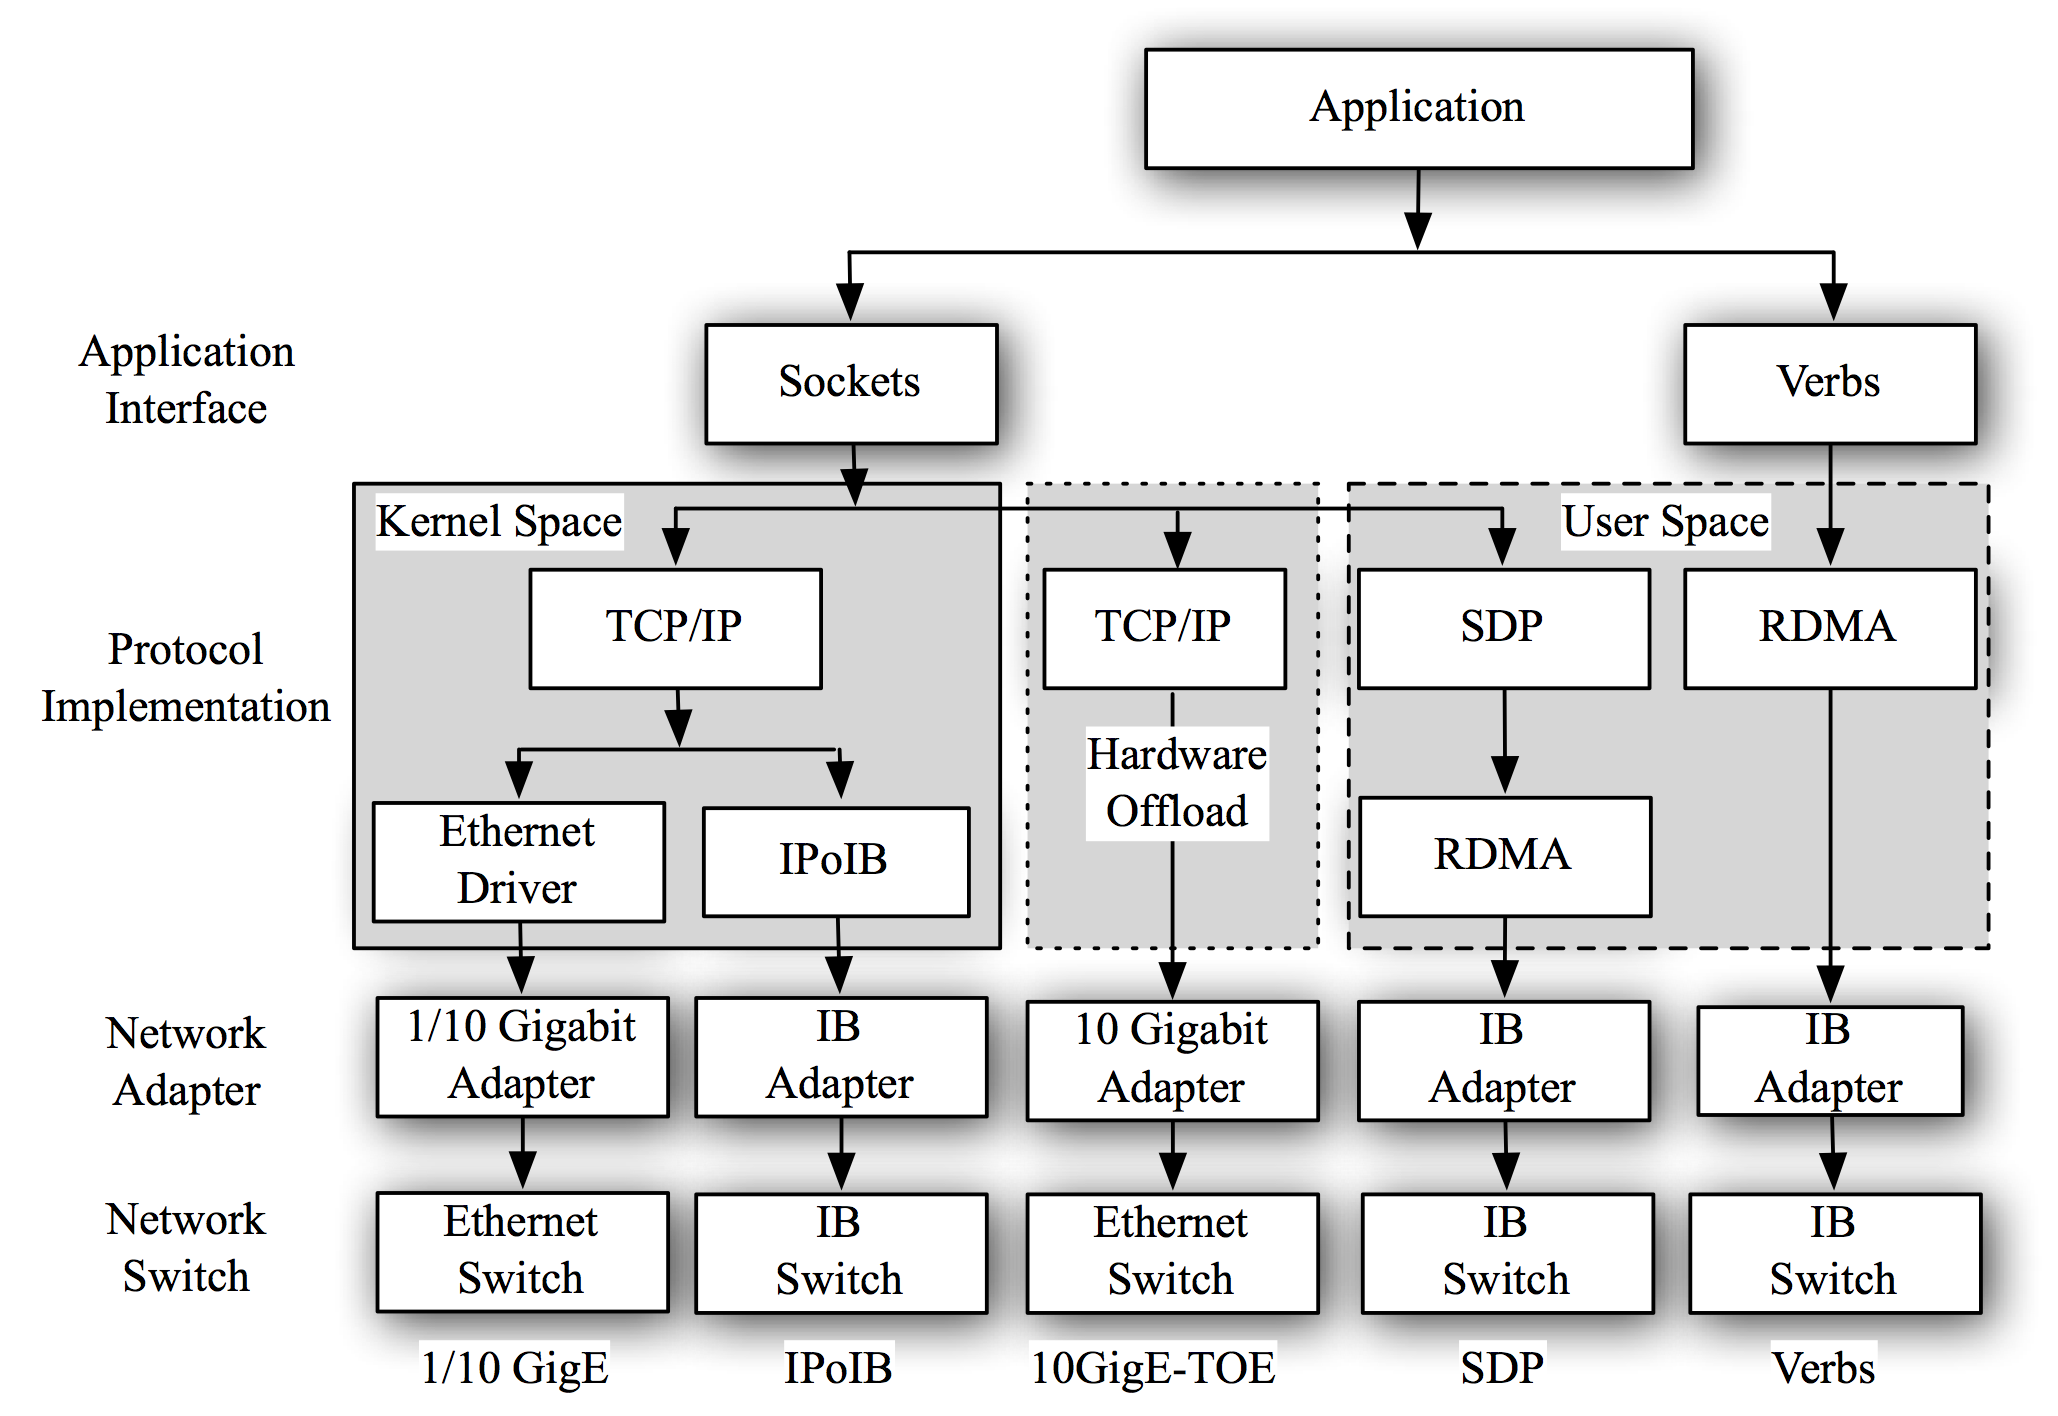 Application
Application
Interface
Sockets
Verbs
Kernel Space
User Space
Protocol
Implementation
TCP/IP
TCP/IP
SDP
RDMA
Hardware
Offload
Ethernet
Driver
IPoIB
RDMA
Network
Adapter
1/10 Gigabit
Adapter
IB
Adapter
10 Gigabit
Adapter
IB
Adapter
IB
Adapter
Network
Switch
Ethernet
Switch
IB
Switch
Ethernet
Switch
IB
Switch
IB
Switch
1/10 GigE
IPoIB
10GigE-TOE
SDP
Verbs